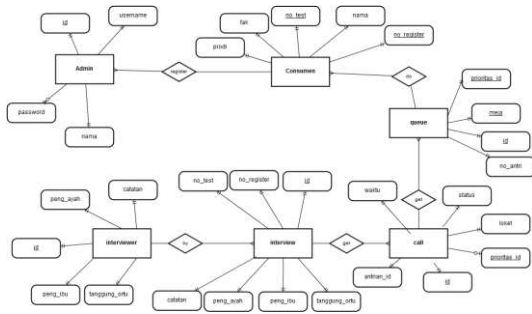 id
username
Admin
password
nama
register
fak
no_test
nama
prodi
no_register
Consumen
do
prioritas_id
meja
queue
id
no_antri
get
waktu
status
loket
call
prioritas_id
antrian_id
id
get
no_test
no_register
id
interview
catatan
peng_ayah
peng_ibu
tanggung_ortu
by
peng_ayah
catatan
id
interviewer
peng_ibu
tanggung_ortu